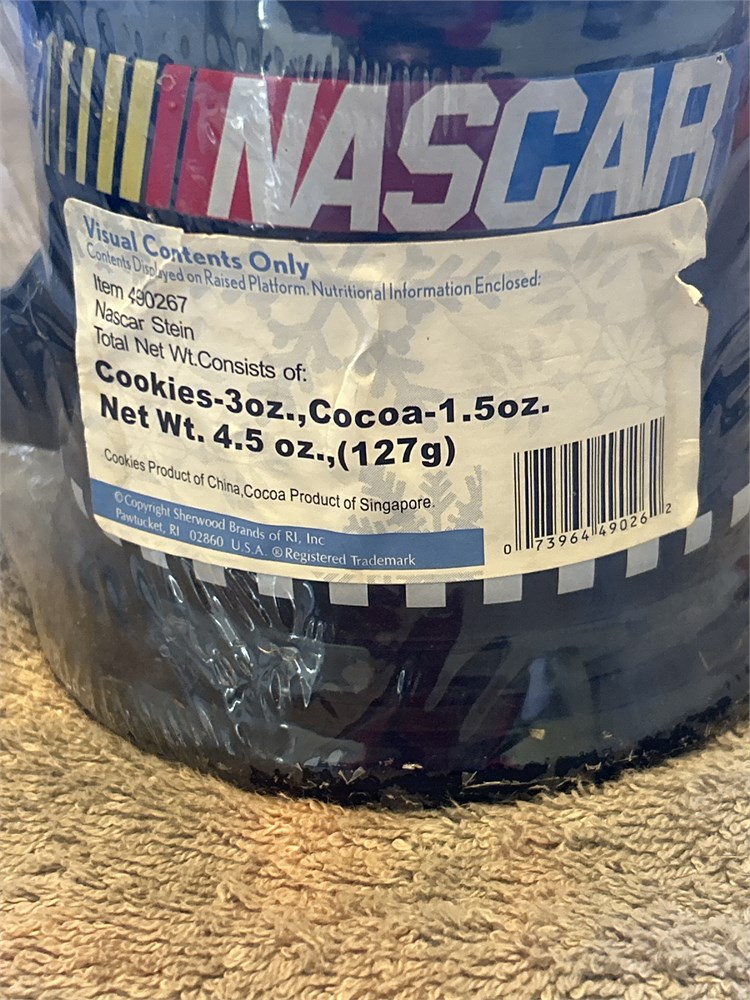 NASCAR
Visual Contents Only
Contents Displayed on Raised Platform. Nutritional Information Enclosed:
Item 490267
Nascar Stein
Total Net Wt.Consists of:
Cookies-3oz.,Cocoa-1.5oz.
Net Wt. 4.5 oz.,(127g)
Cookies Product of China,Cocoa Product of Singapore.
©Copyright Sherwood Brands of RI, Inc
Pawtucket, RI 02860 U.S.A. ®Registered Trademark
0 73964 49026 2